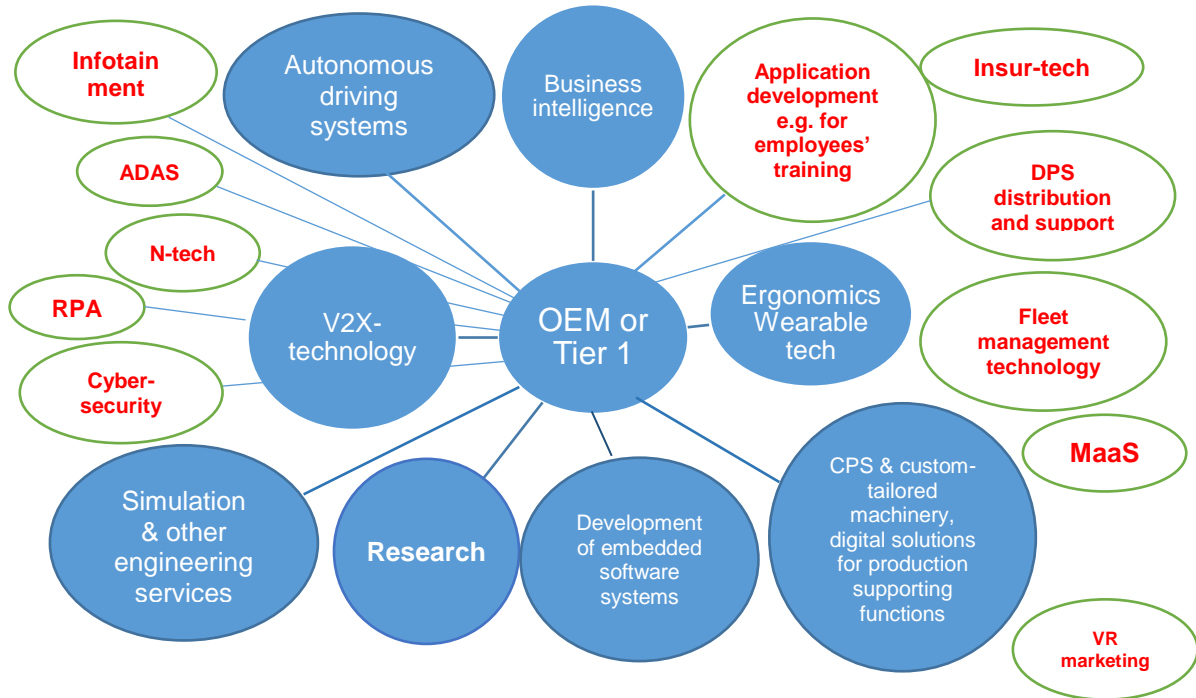 Infotain
ment
Autonomous
driving
systems
Business
intelligence
Application
development
e.g. for
employees’
training
Insur-tech
ADAS
DPS
distribution
and support
N-tech
RPA
V2X-
technology
OEM or
Tier 1
Ergonomics
Wearable
tech
Fleet
management
technology
Cyber-
security
MaaS
Simulation
& other
engineering
services
Research
Development
of embedded
software
systems
CPS & custom-
tailored
machinery,
digital solutions
for production
supporting
functions
VR
marketing